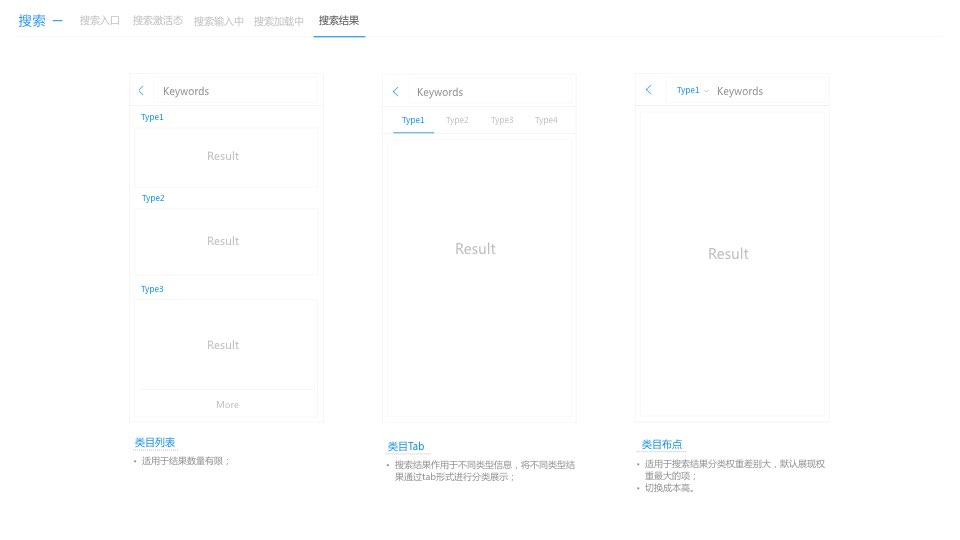 搜索 一 搜索入口 搜索激活态 搜索输入中 搜索加载中 搜索结果
Keywords
Type1
Result
Type2
Result
Type3
Result
More
类目列表
• 适用于结果数量有限；
Keywords
Type1 Type2 Type3 Type4
Result
类目Tab
• 搜索结果作用于不同类型信息，将不同类型结
果通过tab形式进行分类展示；
Type1 Keywords
Result
类目布点
• 适用于搜索结果分类权重差别大，默认展现权
重最大的项；
• 切换成本高。